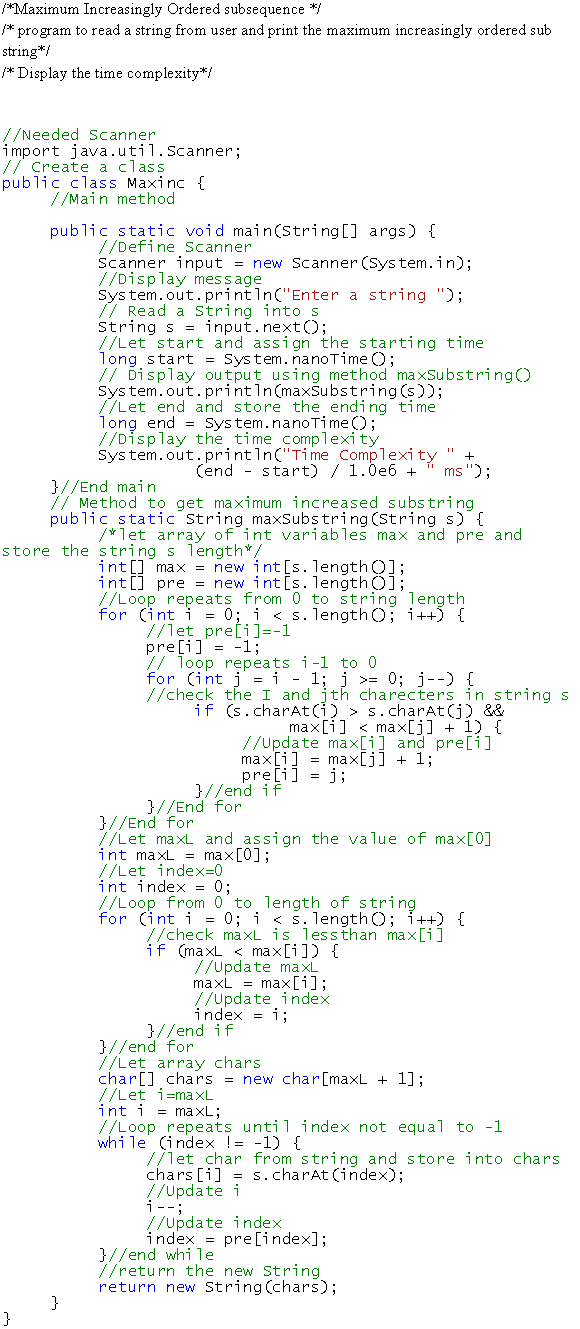 /*Maximum Increasingly Ordered subsequence */
/* program to read a string from user and print the maximum increasingly ordered sub
string*/
/* Display the time complexity*/
//Needed Scanner
import java.util.Scanner;
// Create a class
public class Maxinc {
//Main method
public static void main(String[] args) {
//Define Scanner
Scanner input = new Scanner(System.in);
//Display message
System.out.println("Enter a string ");
// Read a String into s
String s = input.next();
//Let start and assign the starting time
long start = System.nanoTime();
// Display output using method maxSubstring()
System.out.println(maxSubstring(s));
//Let end and store the ending time
long end = System.nanoTime();
//Display the time complexity
System.out.println("Time Complexity " +
(end - start) / 1.0e6 + " ms");
}//End main
// Method to get maximum increased substring
public static String maxSubstring(String s) {
/*let array of int variables max and pre and
store the string s length*/
int[] max = new int[s.length()];
int[] pre = new int[s.length()];
//Loop repeats from 0 to string length
for (int i = 0; i < s.length(); i++) {
//let pre[i]=-1
pre[i] = -1;
// loop repeats i-1 to 0
for (int j = i - 1; j >= 0; j--) {
//check the I and jth charecters in string s
if (s.charAt(i) > s.charAt(j) &&
max[i] < max[j] + 1) {
//Update max[i] and pre[i]
max[i] = max[j] + 1;
pre[i] = j;
}//end if
}//End for
}//End for
//Let maxL and assign the value of max[0]
int maxL = max[0];
//Let index=0
int index = 0;
//Loop from 0 to length of string
for (int i = 0; i < s.length(); i++) {
//check maxL is lessthan max[i]
if (maxL < max[i]) {
//Update maxL
maxL = max[i];
//Update index
index = i;
}//end if
}//end for
//Let array chars
char[] chars = new char[maxL + 1];
//Let i=maxL
int i = maxL;
//Loop repeats until index not equal to -1
while (index != -1) {
//let char from string and store into chars
chars[i] = s.charAt(index);
//Update i
i--;
//Update index
index = pre[index];
}//end while
//return the new String
return new String(chars);
}
}